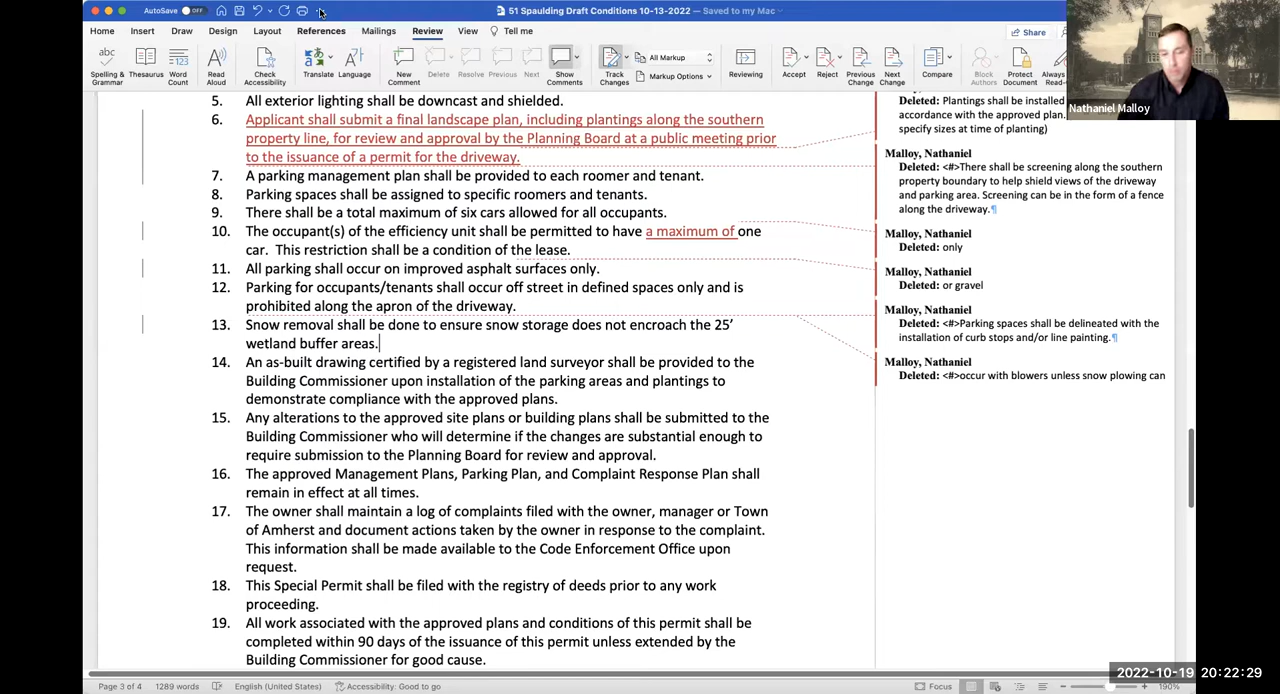 AutoSave OFF
51 Spaulding Draft Conditions 10-13-2022 — Saved to my Mac
Home Insert Draw Design Layout References Mailings Review View Tell me Share
Spelling & Grammar Thesaurus Word Count Read Aloud Check Accessibility Translate Language New Comment Delete Resolve Previous Next Show Comments Track Changes All Markup Markup Options Reviewing Accept Reject Previous Change Next Change Compare Block Authors Protect Document Always Read-
Nathaniel Malloy
5. All exterior lighting shall be downcast and shielded.
6. Applicant shall submit a final landscape plan, including plantings along the southern
property line, for review and approval by the Planning Board at a public meeting prior
to the issuance of a permit for the driveway.
7. A parking management plan shall be provided to each roomer and tenant.
8. Parking spaces shall be assigned to specific roomers and tenants.
9. There shall be a total maximum of six cars allowed for all occupants.
10. The occupant(s) of the efficiency unit shall be permitted to have a maximum of one
car. This restriction shall be a condition of the lease.
11. All parking shall occur on improved asphalt surfaces only.
12. Parking for occupants/tenants shall occur off street in defined spaces only and is
prohibited along the apron of the driveway.
13. Snow removal shall be done to ensure snow storage does not encroach the 25’
wetland buffer areas.
14. An as-built drawing certified by a registered land surveyor shall be provided to the
Building Commissioner upon installation of the parking areas and plantings to
demonstrate compliance with the approved plans.
15. Any alterations to the approved site plans or building plans shall be submitted to the
Building Commissioner who will determine if the changes are substantial enough to
require submission to the Planning Board for review and approval.
16. The approved Management Plans, Parking Plan, and Complaint Response Plan shall
remain in effect at all times.
17. The owner shall maintain a log of complaints filed with the owner, manager or Town
of Amherst and document actions taken by the owner in response to the complaint.
This information shall be made available to the Code Enforcement Office upon
request.
18. This Special Permit shall be filed with the registry of deeds prior to any work
proceeding.
19. All work associated with the approved plans and conditions of this permit shall be
completed within 90 days of the issuance of this permit unless extended by the
Building Commissioner for good cause.
Deleted: Plantings shall be installed
accordance with the approved plan.
specify sizes at time of planting)
Malloy, Nathaniel
Deleted: <#>There shall be screening along the southern
property boundary to help shield views of the driveway
and parking area. Screening can be in the form of a fence
along the driveway.¶
Malloy, Nathaniel
Deleted: only
Malloy, Nathaniel
Deleted: or gravel
Malloy, Nathaniel
Deleted: <#>Parking spaces shall be delineated with the
installation of curb stops and/or line painting.¶
Malloy, Nathaniel
Deleted: <#>occur with blowers unless snow plowing can
Page 3 of 4 1289 words English (United States) Accessibility: Good to go Focus 190%
2022-10-19 20:22:29